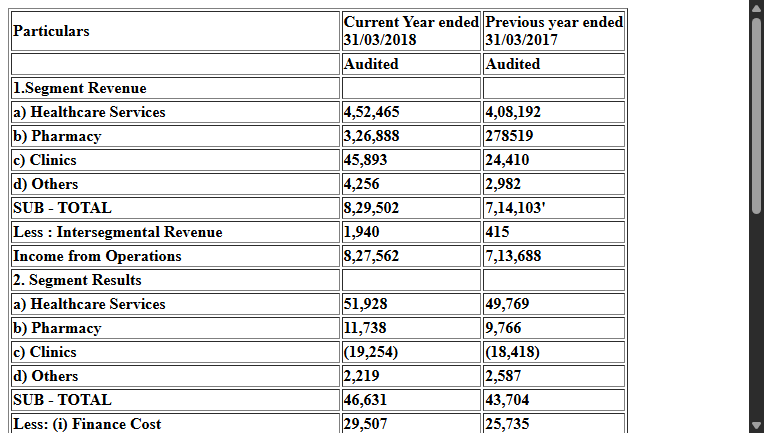 Particulars Current Year ended Previous year ended
31/03/2018 31/03/2017
Audited Audited
1.Segment Revenue
a) Healthcare Services 4,52,465 4,08,192
b) Pharmacy 3,26,888 278519
c) Clinics 45,893 24,410
d) Others 4,256 2,982
SUB - TOTAL 8,29,502 7,14,103'
Less : Intersegmental Revenue 1,940 415
Income from Operations 8,27,562 7,13,688
2. Segment Results
a) Healthcare Services 51,928 49,769
b) Pharmacy 11,738 9,766
c) Clinics (19,254) (18,418)
d) Others 2,219 2,587
SUB - TOTAL 46,631 43,704
Less: (i) Finance Cost 29,507 25,735